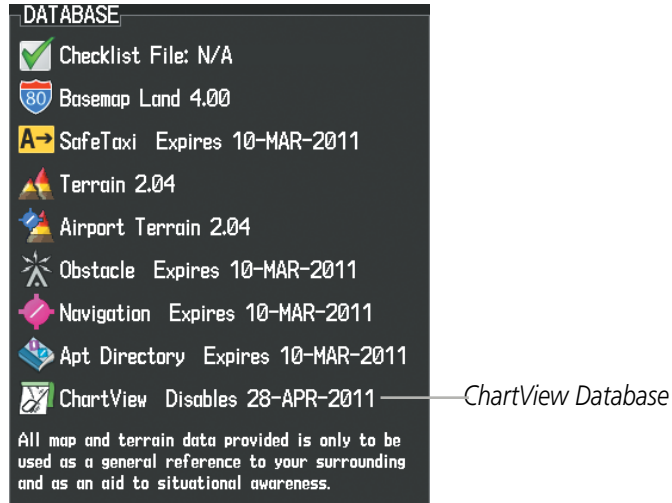 DATABASE
Checklist File: N/A
80 Basemap Land 4.00
A→ SafeTaxi Expires 10-MAR-2011
Terrain 2.04
Airport Terrain 2.04
Obstacle Expires 10-MAR-2011
Navigation Expires 10-MAR-2011
Apt Directory Expires 10-MAR-2011
ChartView Disables 28-APR-2011 ChartView Database
All map and terrain data provided is only to be
used as a general reference to your surrounding
and as an aid to situational awareness.